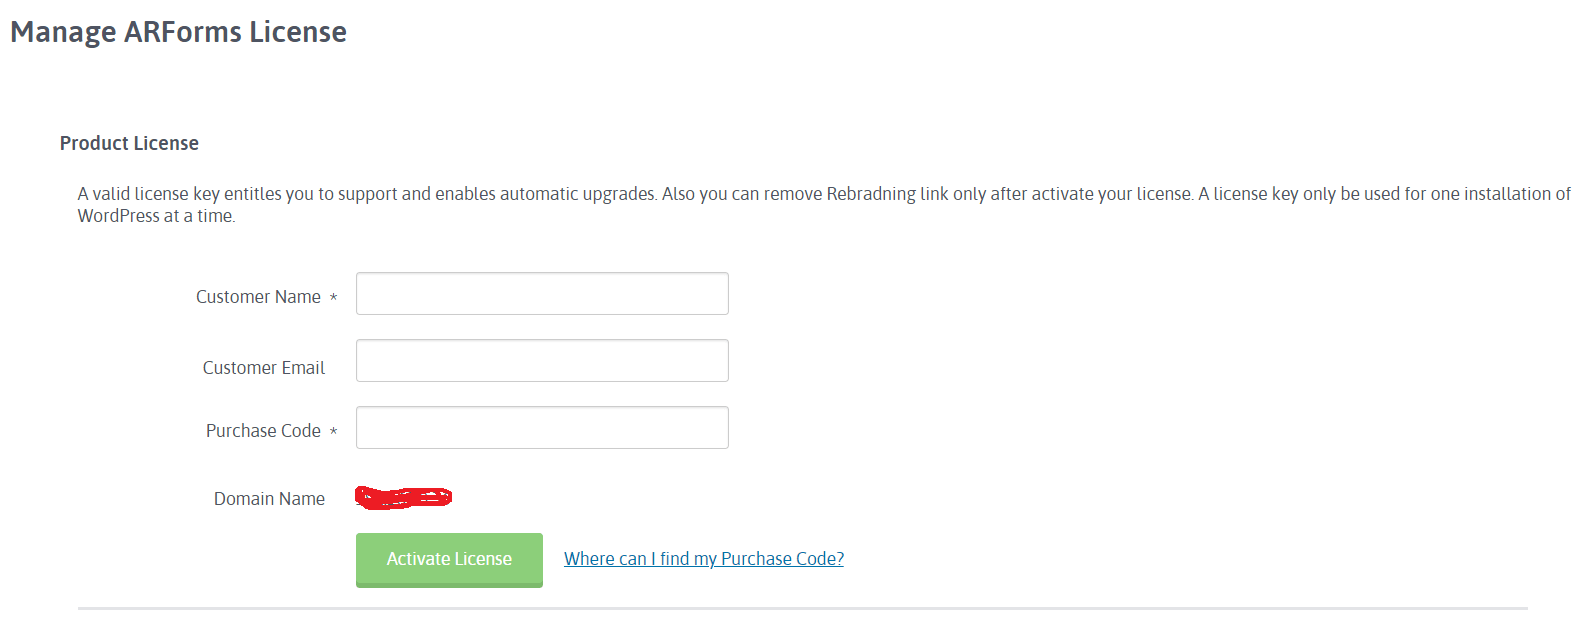 Manage ARForms License
Product License
A valid license key entitles you to support and enables automatic upgrades. Also you can remove Rebradning link only after activate your license. A license key only be used for one installation of
WordPress at a time.
Customer Name *
Customer Email
Purchase Code *
Domain Name
Activate License Where can I find my Purchase Code?